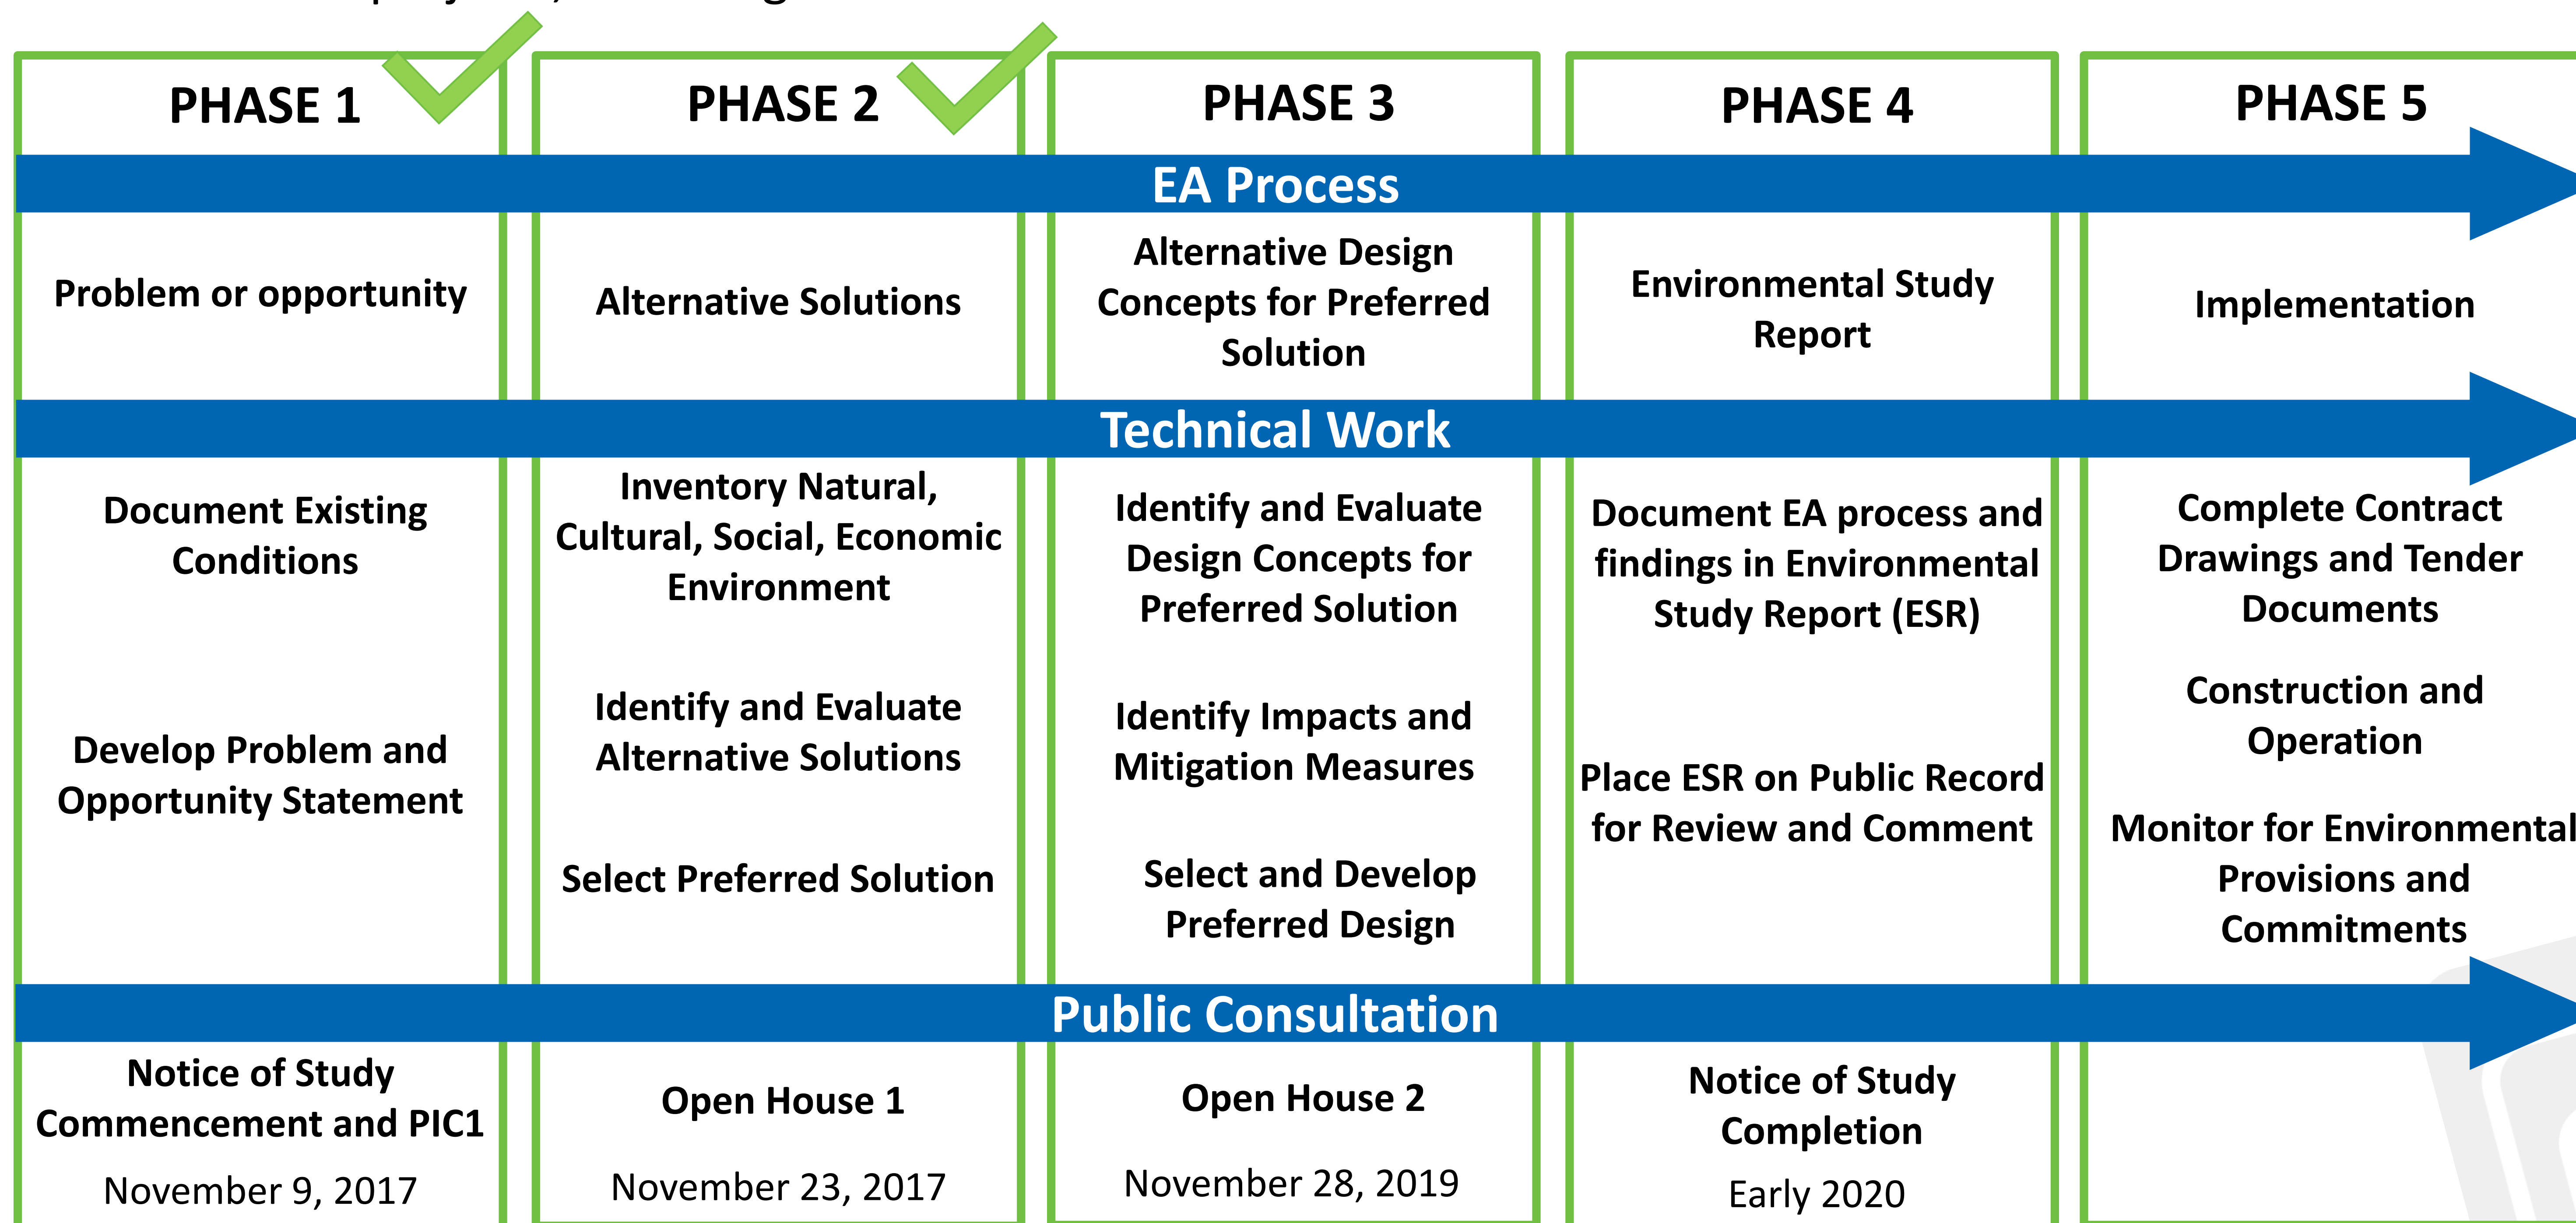 PHASE 1
PHASE 2
PHASE 3
PHASE 4
PHASE 5
EA Process
Problem or opportunity
Alternative Solutions
Alternative Design
Concepts for Preferred
Solution
Environmental Study
Report
Implementation
Technical Work
Document Existing
Conditions
Develop Problem and
Opportunity Statement
Inventory Natural,
Cultural, Social, Economic
Environment
Identify and Evaluate
Alternative Solutions
Select Preferred Solution
Identify and Evaluate
Design Concepts for
Preferred Solution
Identify Impacts and
Mitigation Measures
Select and Develop
Preferred Design
Document EA process and
findings in Environmental
Study Report (ESR)
Place ESR on Public Record
for Review and Comment
Complete Contract
Drawings and Tender
Documents
Construction and
Operation
Monitor for Environmental
Provisions and
Commitments
Public Consultation
Notice of Study
Commencement and PIC1
November 9, 2017
Open House 1
November 23, 2017
Open House 2
November 28, 2019
Notice of Study
Completion
Early 2020